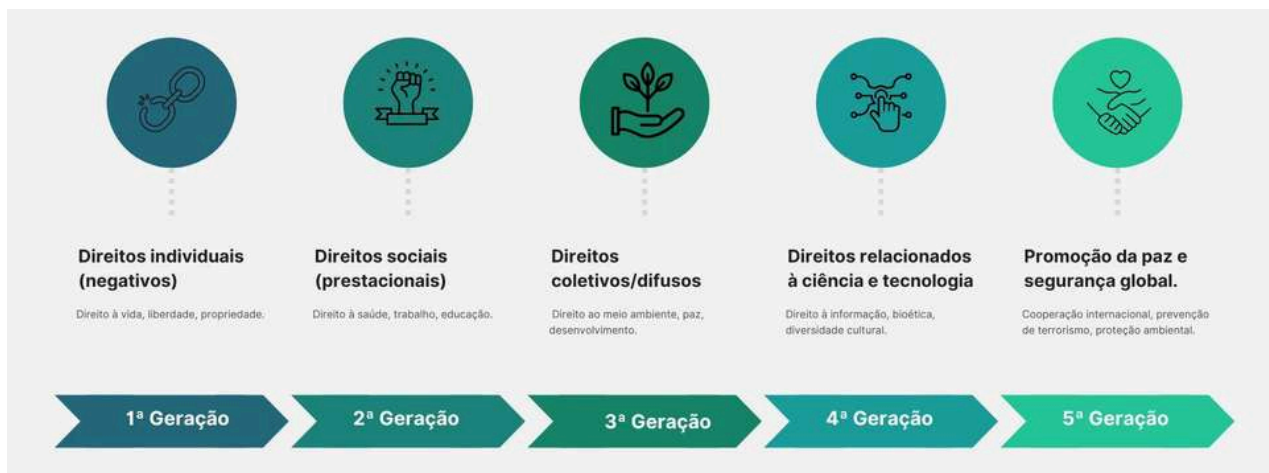 Direitos individuais
(negativos)
Direito à vida, liberdade, propriedade.
1ª Geração
Direitos sociais
(prestacionais)
Direito à saúde, trabalho, educação.
2ª Geração
Direitos
coletivos/difusos
Direito ao meio ambiente, paz,
desenvolvimento.
3ª Geração
Direitos relacionados
à ciência e tecnologia
Direito à informação, bioética,
diversidade cultural.
4ª Geração
Promoção da paz e
segurança global.
Cooperação internacional, prevenção
de terrorismo, proteção ambiental.
5ª Geração